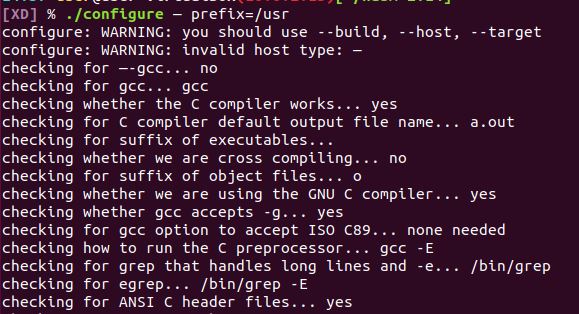 [XD] % ./configure — prefix=/usr
configure: WARNING: you should use --build, --host, --target
configure: WARNING: invalid host type: —
checking for —-gcc... no
checking for gcc... gcc
checking whether the C compiler works... yes
checking for C compiler default output file name... a.out
checking for suffix of executables...
checking whether we are cross compiling... no
checking for suffix of object files... o
checking whether we are using the GNU C compiler... yes
checking whether gcc accepts -g... yes
checking for gcc option to accept ISO C89... none needed
checking how to run the C preprocessor... gcc -E
checking for grep that handles long lines and -e... /bin/grep
checking for egrep... /bin/grep -E
checking for ANSI C header files... yes